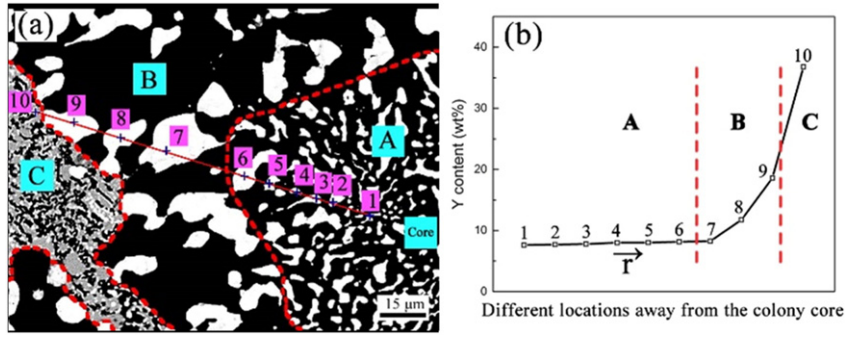 (a)
B
10
9
8
7
A
6
5
4
3
2
1
C
Core
15 μm
(b)
Y content (wt%)
40
30
20
10
0
A
B
C
1
2
3
4
5
6
7
8
9
10
r
Different locations away from the colony core